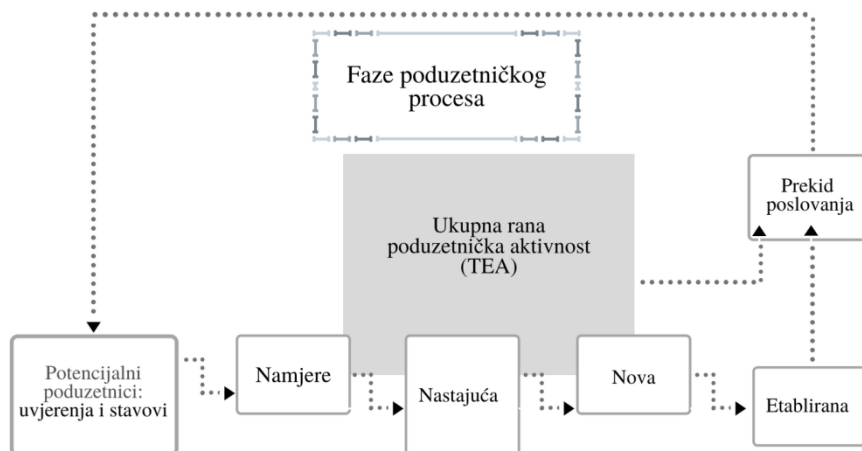 Faze poduzetničkog
procesa
Ukupna rana
poduzetnička aktivnost
(TEA)
Prekid
poslovanja
Potencijalni
poduzetnici:
uvjerenja i stavovi
Namjere
Nastajuća
Nova
Etablirana